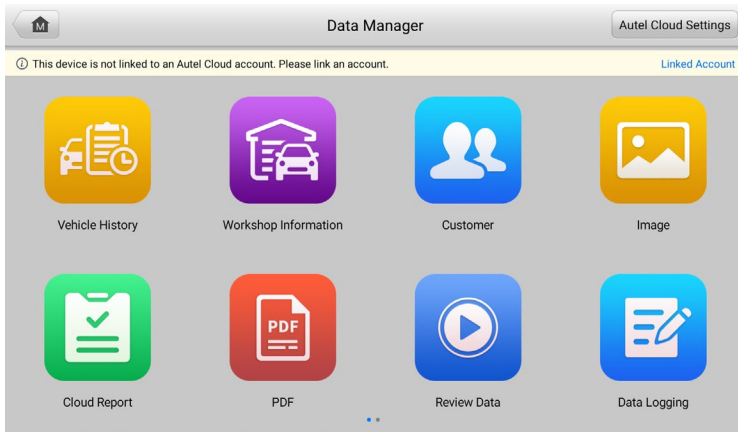 M
Data Manager
Autel Cloud Settings
This device is not linked to an Autel Cloud account. Please link an account.
Linked Account
Vehicle History
Workshop Information
Customer
Image
PDF
Cloud Report
PDF
Review Data
Data Logging